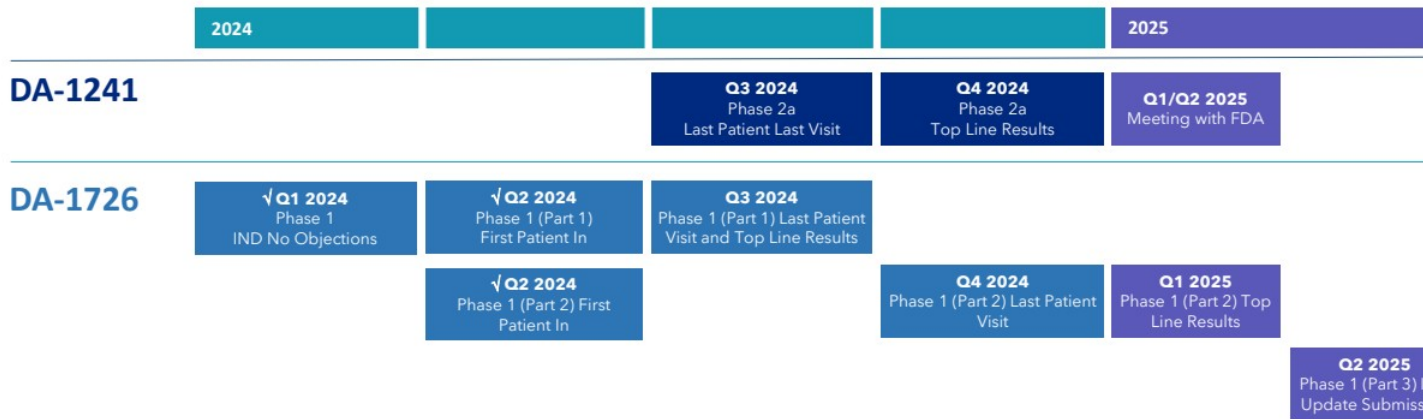 2024
2025
DA-1241
Q3 2024
Phase 2a
Last Patient Last Visit
Q4 2024
Phase 2a
Top Line Results
Q1/Q2 2025
Meeting with FDA
DA-1726
√ Q1 2024
Phase 1
IND No Objections
√ Q2 2024
Phase 1 (Part 1)
First Patient In
Q3 2024
Phase 1 (Part 1) Last Patient
Visit and Top Line Results
√ Q2 2024
Phase 1 (Part 2) First
Patient In
Q4 2024
Phase 1 (Part 2) Last Patient
Visit
Q1 2025
Phase 1 (Part 2) Top
Line Results
Q2 2025
Phase 1 (Part 3)
Update